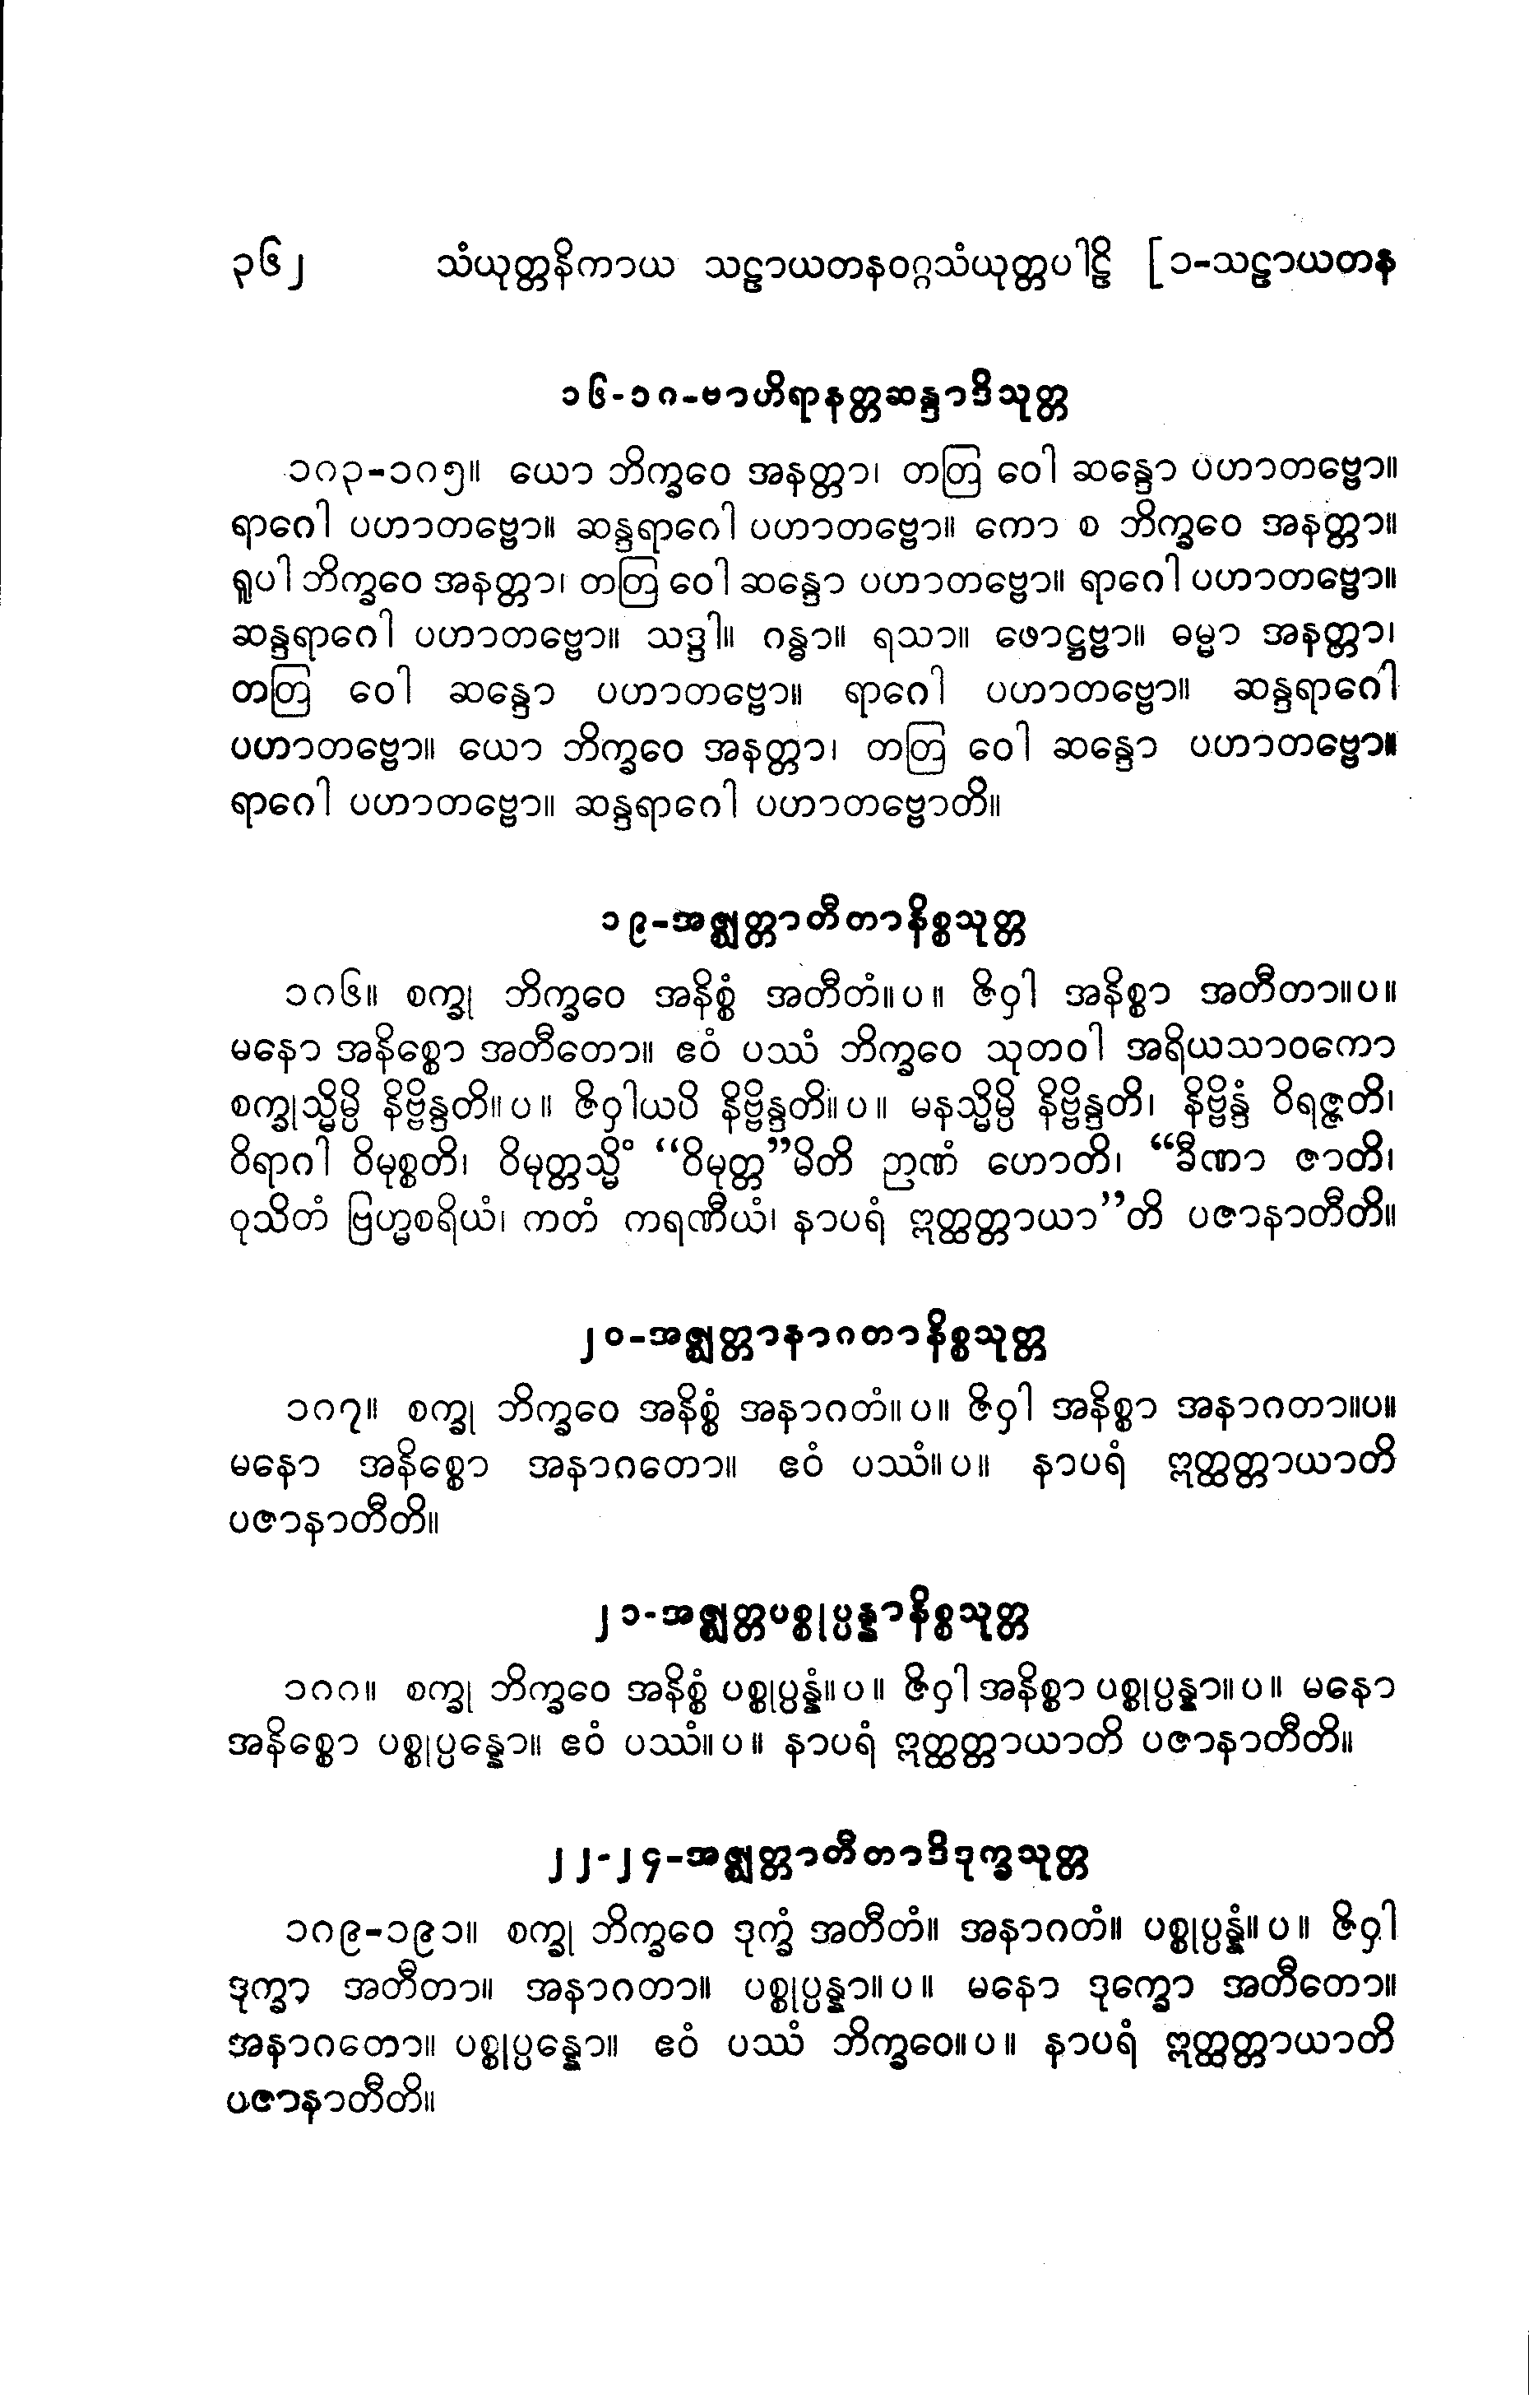 ၃၆၂ သံယုတ္တနိကာယ သဠာယတနဝဂ္ဂသံယုတ္တပါဠိ [၁-သဠာယတန
၁၆-၁၈-ဗာဟိရာနတ္တဆန္ဒာဒိသုတ္တ
၁၈၃-၁၈၅။ ယော ဘိက္ခဝေ အနတ္တာ၊ တတြ ဝေါ ဆန္ဒော ပဟာတဗ္ဗော။
ရာဂေါ ပဟာတဗ္ဗော။ ဆန္ဒရာဂေါ ပဟာတဗ္ဗော။ ကော စ ဘိက္ခဝေ အနတ္တာ။
ရူပါ ဘိက္ခဝေ အနတ္တာ၊ တတြ ဝေါ ဆန္ဒော ပဟာတဗ္ဗော။ ရာဂေါ ပဟာတဗ္ဗော။
ဆန္ဒရာဂေါ ပဟာတဗ္ဗော။ သဒ္ဒါ။ ဂန္ဓာ။ ရသာ။ ဖောဋ္ဌဗ္ဗာ။ ဓမ္မာ အနတ္တာ၊
တတြ ဝေါ ဆန္ဒော ပဟာတဗ္ဗော။ ရာဂေါ ပဟာတဗ္ဗော။ ဆန္ဒရာဂေါ
ပဟာတဗ္ဗော။ ယော ဘိက္ခဝေ အနတ္တာ၊ တတြ ဝေါ ဆန္ဒော ပဟာတဗ္ဗော။
ရာဂေါ ပဟာတဗ္ဗော။ ဆန္ဒရာဂေါ ပဟာတဗ္ဗောတိ။
၁၉-အဇ္ဈတ္တာတီတာနိစ္စသုတ္တ
၁၈၆။ စက္ခု ဘိက္ခဝေ အနိစ္စံ အတီတံ။ပ။ ဇိဝှါ အနိစ္စာ အတီတာ။ပ။
မနော အနိစ္စော အတီတော။ ဧဝံ ပဿံ ဘိက္ခဝေ သုတဝါ အရိယသာဝကော
စက္ခုသ္မိမ္ပိ နိဗ္ဗိန္ဒတိ။ပ။ ဇိဝှါယပိ နိဗ္ဗိန္ဒတိ။ပ။ မနသ္မိမ္ပိ နိဗ္ဗိန္ဒတိ၊ နိဗ္ဗိန္ဒံ ဝိရဇ္ဇတိ၊
ဝိရာဂါ ဝိမုစ္စတိ၊ ဝိမုတ္တသ္မိံ “ဝိမုတ္တ”မိတိ ဉာဏံ ဟောတိ၊ “ခီဏာ ဇာတိ၊
ဝုသိတံ ဗြဟ္မစရိယံ၊ ကတံ ကရဏီယံ၊ နာပရံ ဣတ္ထတ္တာယာ”တိ ပဇာနာတီတိ။
၂၀-အဇ္ဈတ္တာနာဂတာနိစ္စသုတ္တ
၁၈၇။ စက္ခု ဘိက္ခဝေ အနိစ္စံ အနာဂတံ။ပ။ ဇိဝှါ အနိစ္စာ အနာဂတာ။ပ။
မနော အနိစ္စော အနာဂတော။ ဧဝံ ပဿံ။ပ။ နာပရံ ဣတ္ထတ္တာယာတိ
ပဇာနာတီတိ။
၂၁-အဇ္ဈတ္တပစ္စုပ္ပန္နာနိစ္စသုတ္တ
၁၈၈။ စက္ခု ဘိက္ခဝေ အနိစ္စံ ပစ္စုပ္ပန္နံ။ပ။ ဇိဝှါ အနိစ္စာ ပစ္စုပ္ပန္နာ။ပ။ မနော
အနိစ္စော ပစ္စုပ္ပန္နော။ ဧဝံ ပဿံ။ပ။ နာပရံ ဣတ္ထတ္တာယာတိ ပဇာနာတီတိ။
၂၂-၂၄-အဇ္ဈတ္တာတီတာဒိဒုက္ခသုတ္တ
၁၈၉-၁၉၁။ စက္ခု ဘိက္ခဝေ ဒုက္ခံ အတီတံ။ အနာဂတံ။ ပစ္စုပ္ပန္နံ။ပ။ ဇိဝှါ
ဒုက္ခာ အတီတာ။ အနာဂတာ။ ပစ္စုပ္ပန္နာ။ပ။ မနော ဒုက္ခော အတီတော။
အနာဂတော။ ပစ္စုပ္ပန္နော။ ဧဝံ ပဿံ ဘိက္ခဝေ။ပ။ နာပရံ ဣတ္ထတ္တာယာတိ
ပဇာနာတီတိ။